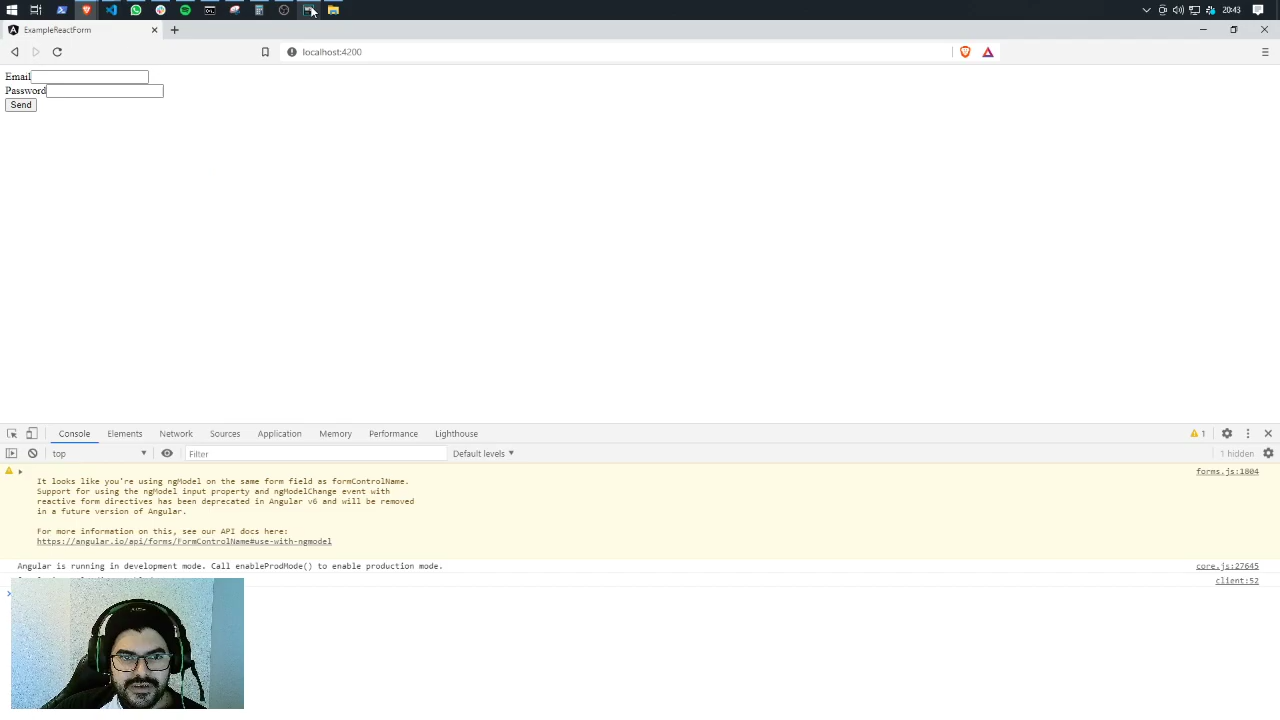 20:43
ExampleReactForm
localhost:4200
Email
Password
Send
Console Elements Network Sources Application Memory Performance Lighthouse 1
top Filter Default levels 1 hidden
forms.js:1804
It looks like you're using ngModel on the same form field as formControlName.
Support for using the ngModel input property and ngModelChange event with
reactive form directives has been deprecated in Angular v6 and will be removed
in a future version of Angular.
For more information on this, see our API docs here:
https://angular.io/api/forms/FormControlName#use-with-ngmodel
Angular is running in development mode. Call enableProdMode() to enable production mode. core.js:27645
client:52